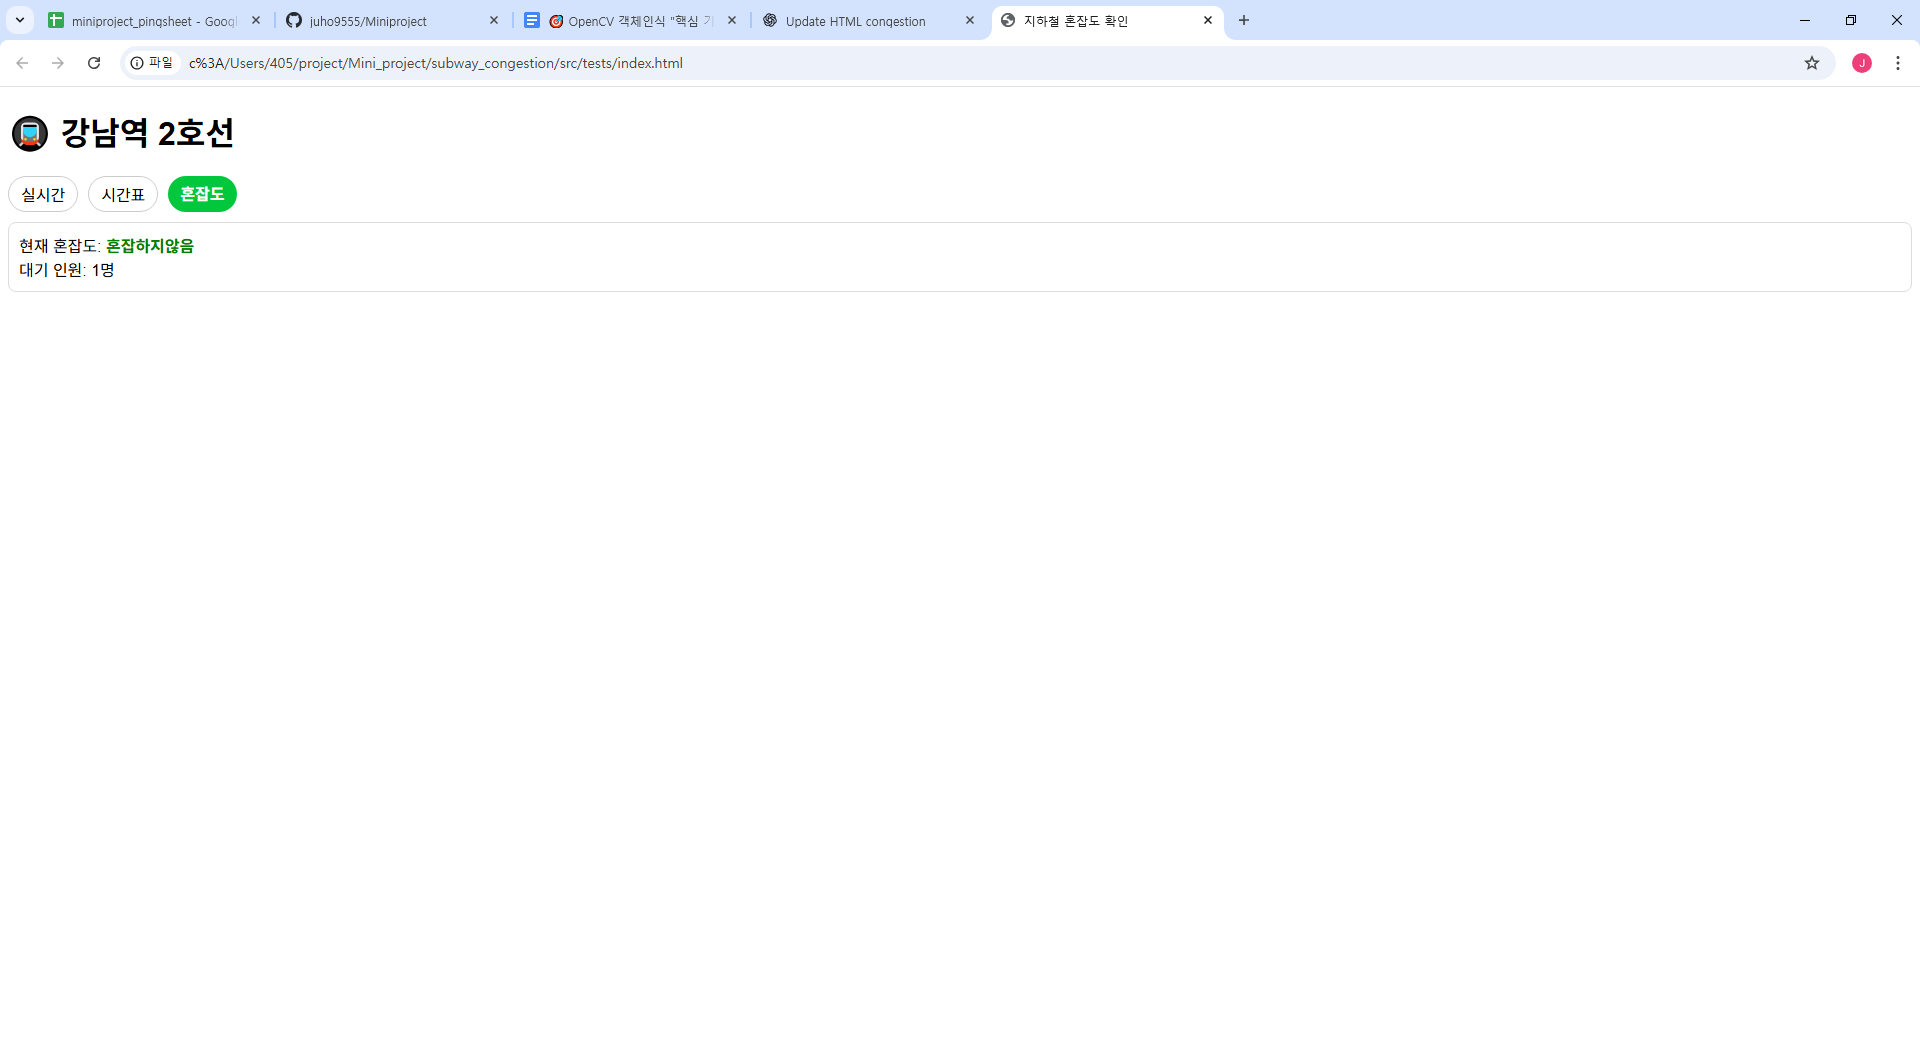 miniproject_pingsheet - Goog
juho9555/Miniproject
OpenCV 객체인식 "핵심 기
Update HTML congestion
지하철 혼잡도 확인
파일
c%3A/Users/405/project/Mini_project/subway_congestion/src/tests/index.html
J
강남역 2호선
실시간
시간표
혼잡도
현재 혼잡도: 혼잡하지않음
대기 인원: 1명